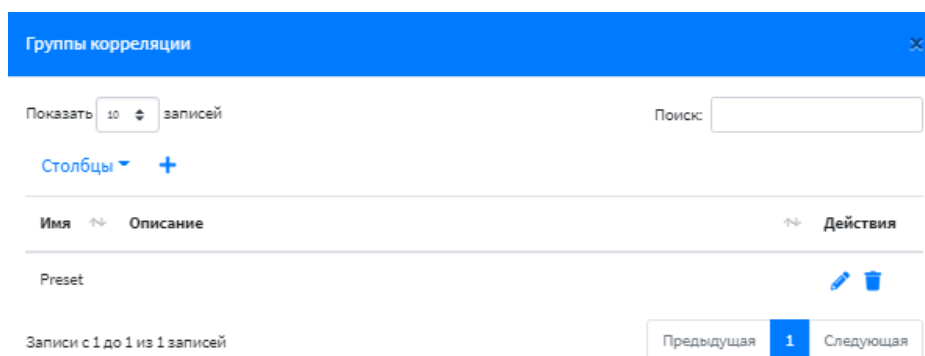 Группы корреляции ×
Показать 10 записей Поиск:
Столбцы +
Имя Описание Действия
Preset
Записи с 1 до 1 из 1 записей Предыдущая 1 Следующая